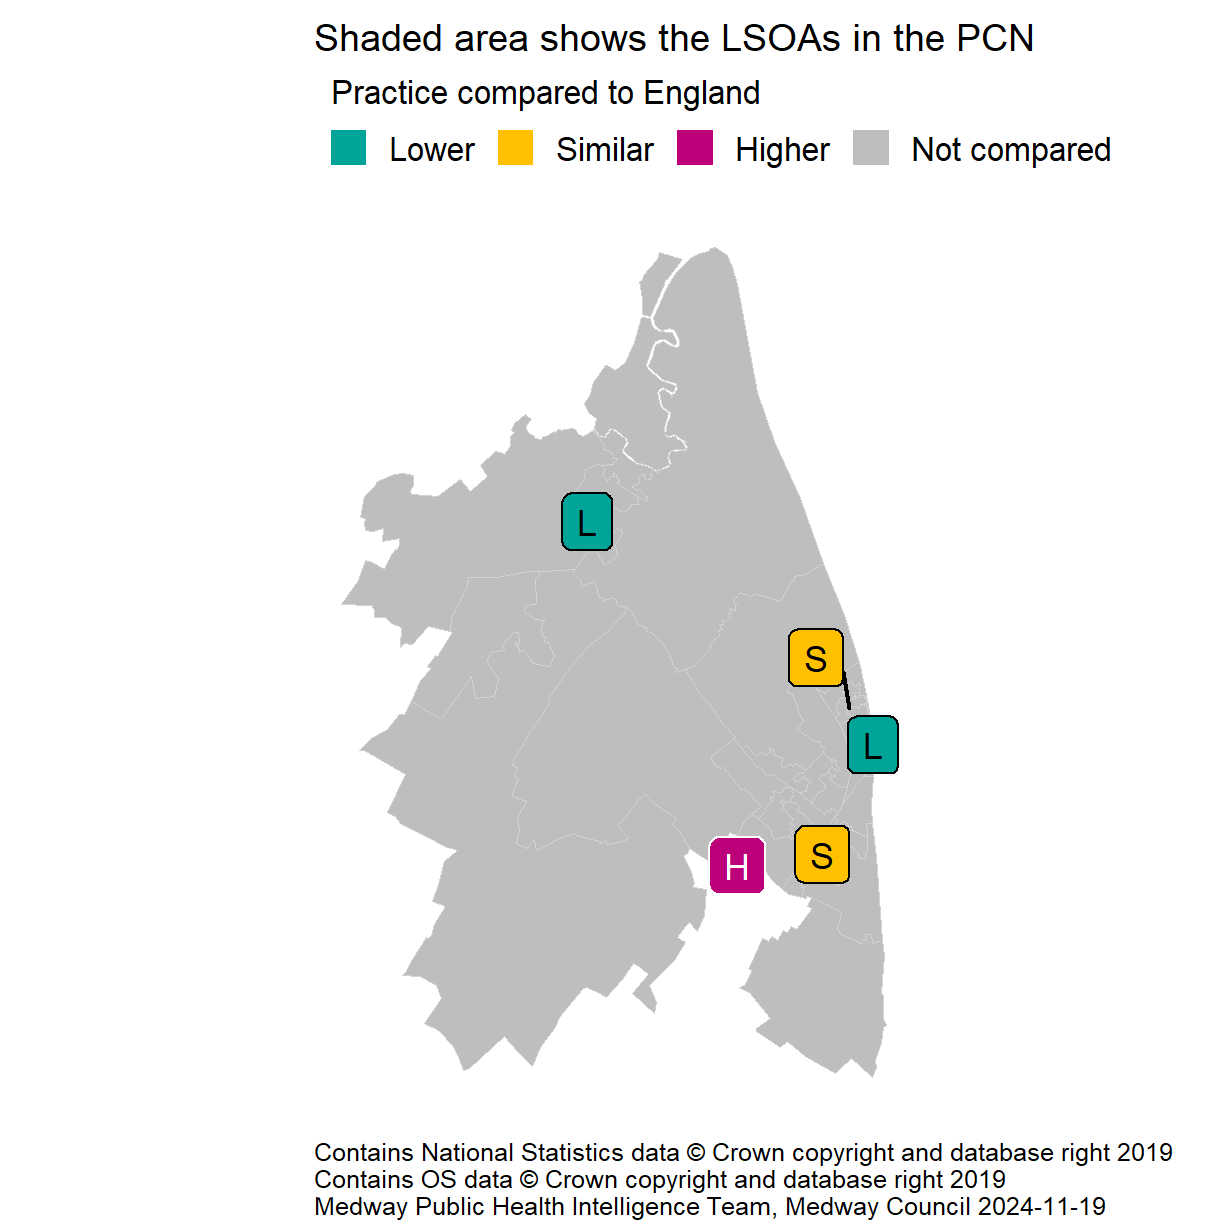 Shaded area shows the LSOAs in the PCN
Practice compared to England
Lower Similar Higher Not compared
L
S
L
S
H
Contains National Statistics data © Crown copyright and database right 2019
Contains OS data © Crown copyright and database right 2019
Medway Public Health Intelligence Team, Medway Council 2024-11-19